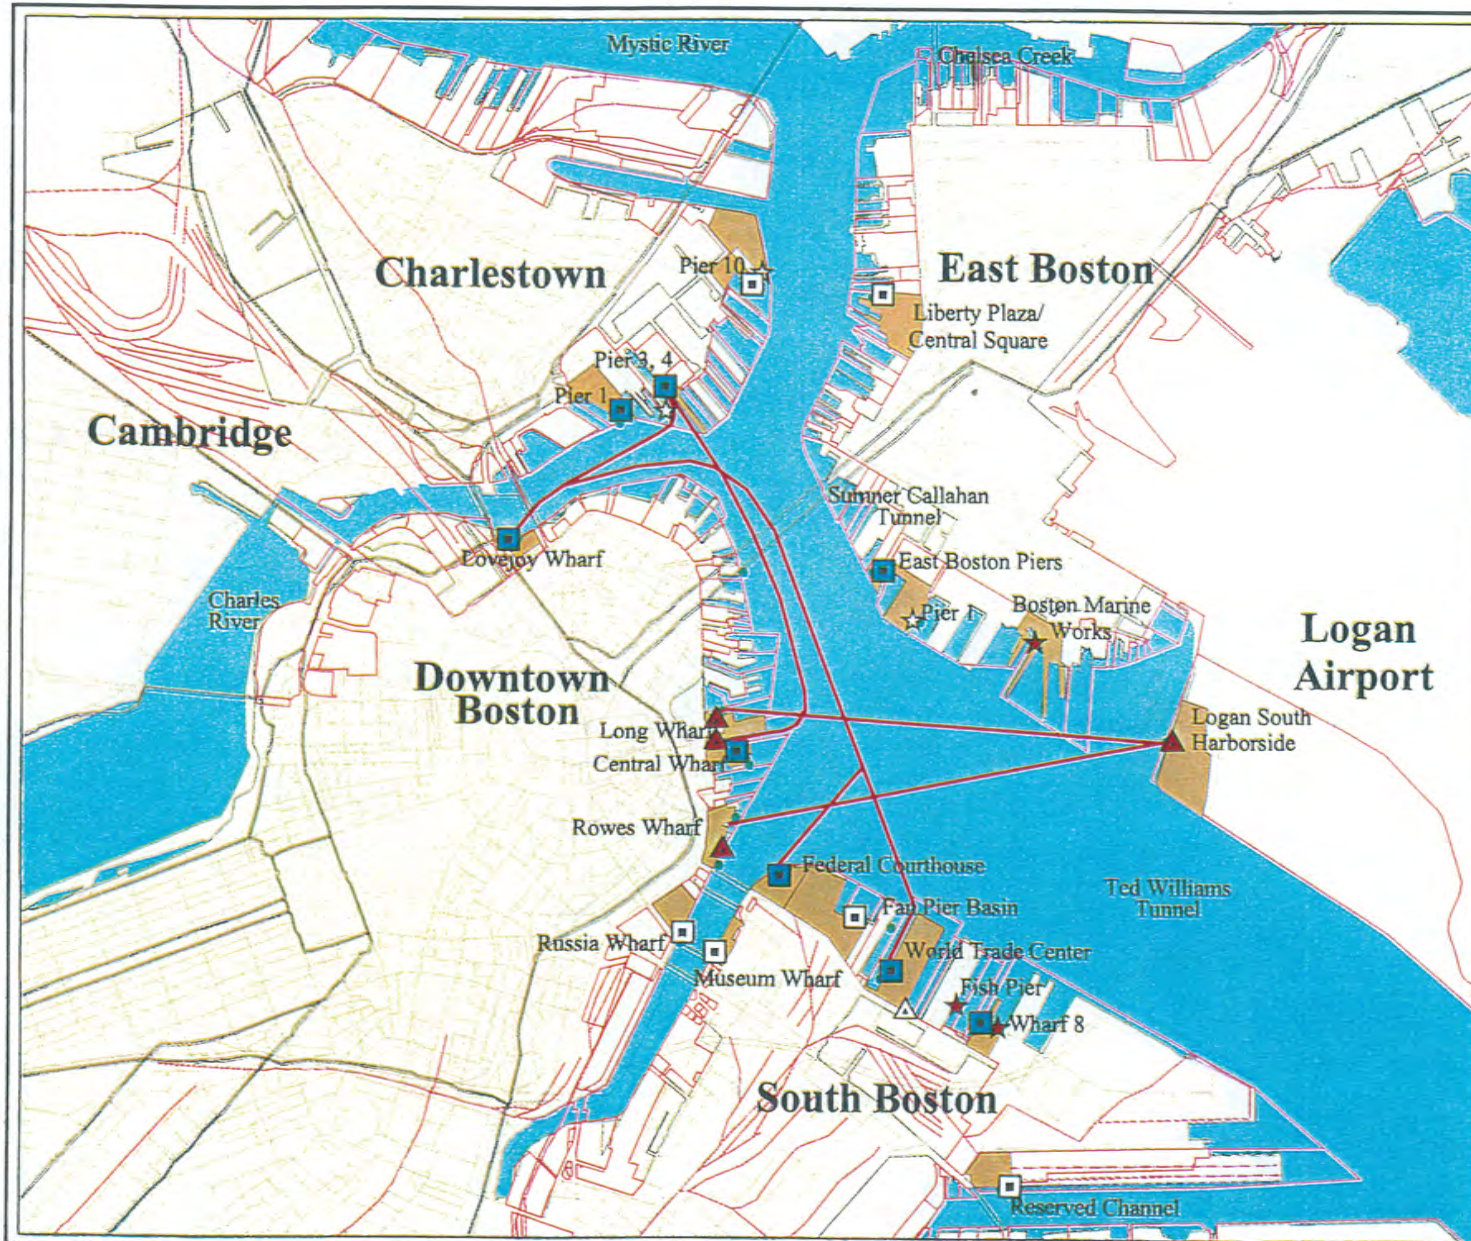 Mystic River
Chelsea Creek
Charlestown
Pier 10
East Boston
Liberty Plaza/
Central Square
Pier 3, 4
Pier 1
Cambridge
Sumner Callahan
Tunnel
Lovejoy Wharf
East Boston Piers
Charles
River
Pier 1
Boston Marine
Works
Logan
Airport
Downtown
Boston
Long Wharf
Central Wharf
Logan South
Harborside
Rowes Wharf
Federal Courthouse
Ted Williams
Tunnel
Fan Pier Basin
Russia Wharf
Museum Wharf
World Trade Center
Fish Pier
Wharf 8
South Boston
Reserved Channel